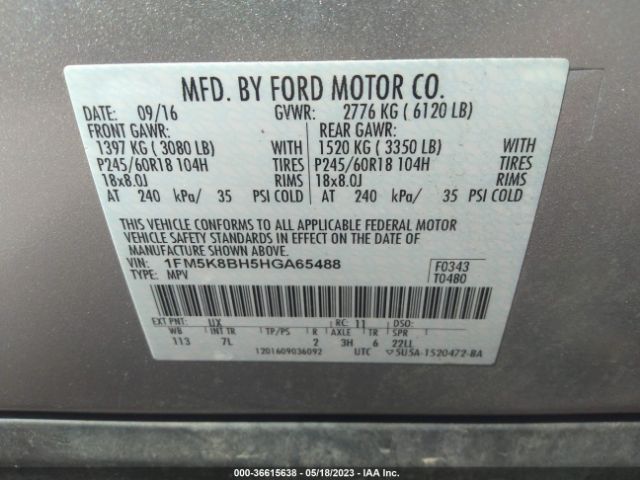 MFD. BY FORD MOTOR CO.
DATE: 09/16 GVWR: 2776 KG ( 6120 LB)
FRONT GAWR: REAR GAWR:
1397 KG ( 3080 LB) 1520 KG ( 3350 LB)
P245/60R18 104H TIRES P245/60R18 104H TIRES
18x8.0J RIMS 18x8.0J RIMS
AT 240 kPa/ 35 PSI COLD AT 240 kPa/ 35 PSI COLD
THIS VEHICLE CONFORMS TO ALL APPLICABLE FEDERAL MOTOR
VEHICLE SAFETY STANDARDS IN EFFECT ON THE DATE OF
MANUFACTURE SHOWN ABOVE.
VIN: 1FM5K8BH5HGA65488 F0343
TYPE: MPV T0480
EXT PNT: UX RC: 11 DSO:
WB INT TR TP/PS R AXLE TR SPR
113 7L 2 3H 6 22LL
1201609036092 UTC ▽5U5A-1520472-BA
000-36615638 - 05/18/2023 - IAA Inc.